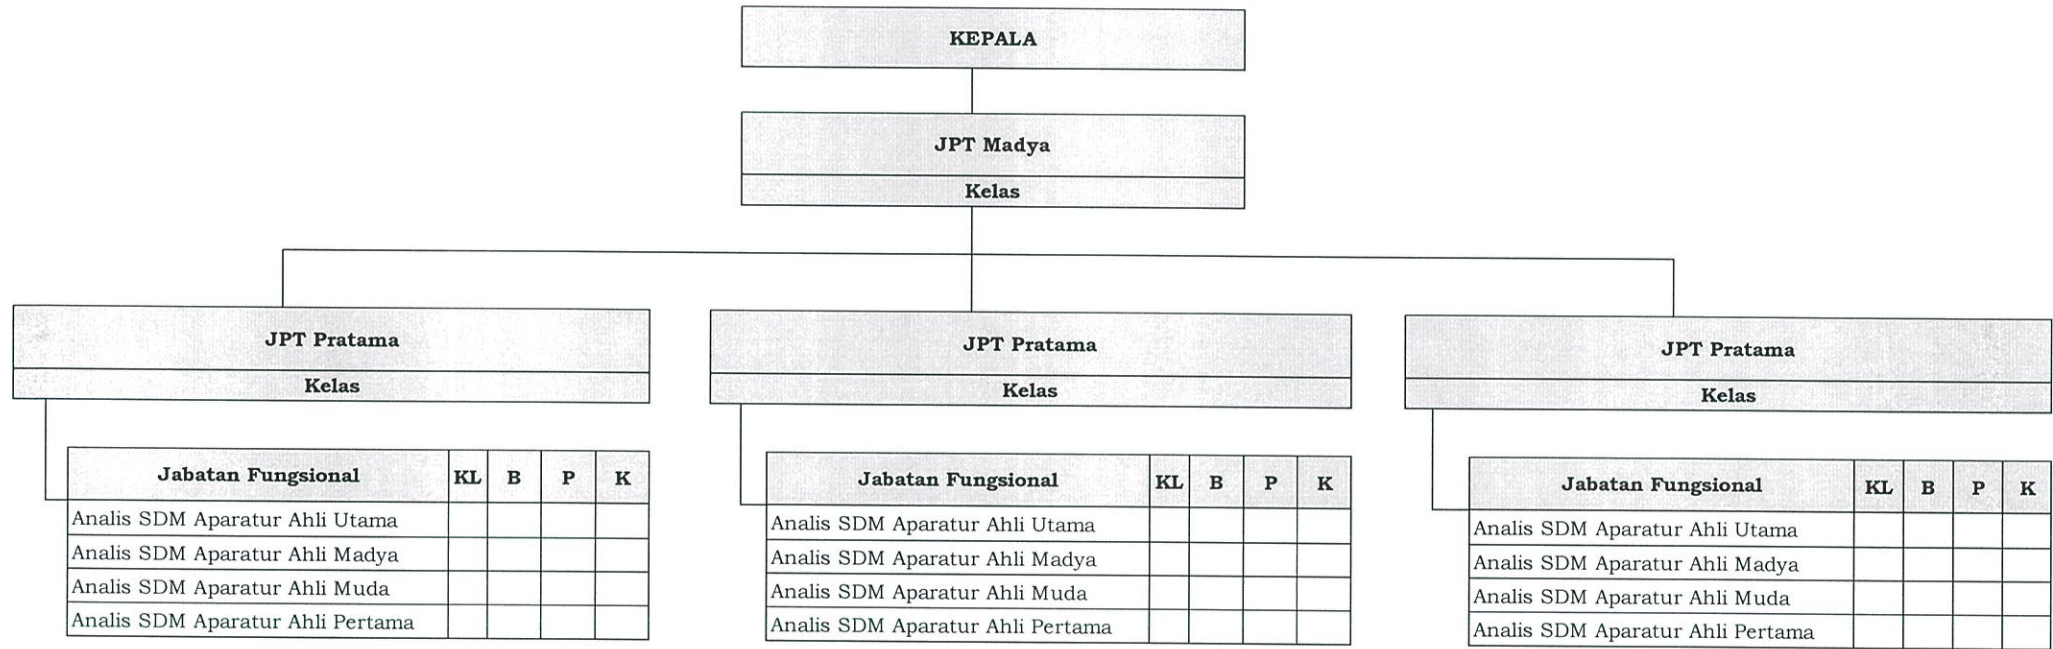 KEPALA
JPT Madya
Kelas
JPT Pratama
Kelas
Jabatan Fungsional KL B P K
Analis SDM Aparatur Ahli Utama
Analis SDM Aparatur Ahli Madya
Analis SDM Aparatur Ahli Muda
Analis SDM Aparatur Ahli Pertama
JPT Pratama
Kelas
Jabatan Fungsional KL B P K
Analis SDM Aparatur Ahli Utama
Analis SDM Aparatur Ahli Madya
Analis SDM Aparatur Ahli Muda
Analis SDM Aparatur Ahli Pertama
JPT Pratama
Kelas
Jabatan Fungsional KL B P K
Analis SDM Aparatur Ahli Utama
Analis SDM Aparatur Ahli Madya
Analis SDM Aparatur Ahli Muda
Analis SDM Aparatur Ahli Pertama